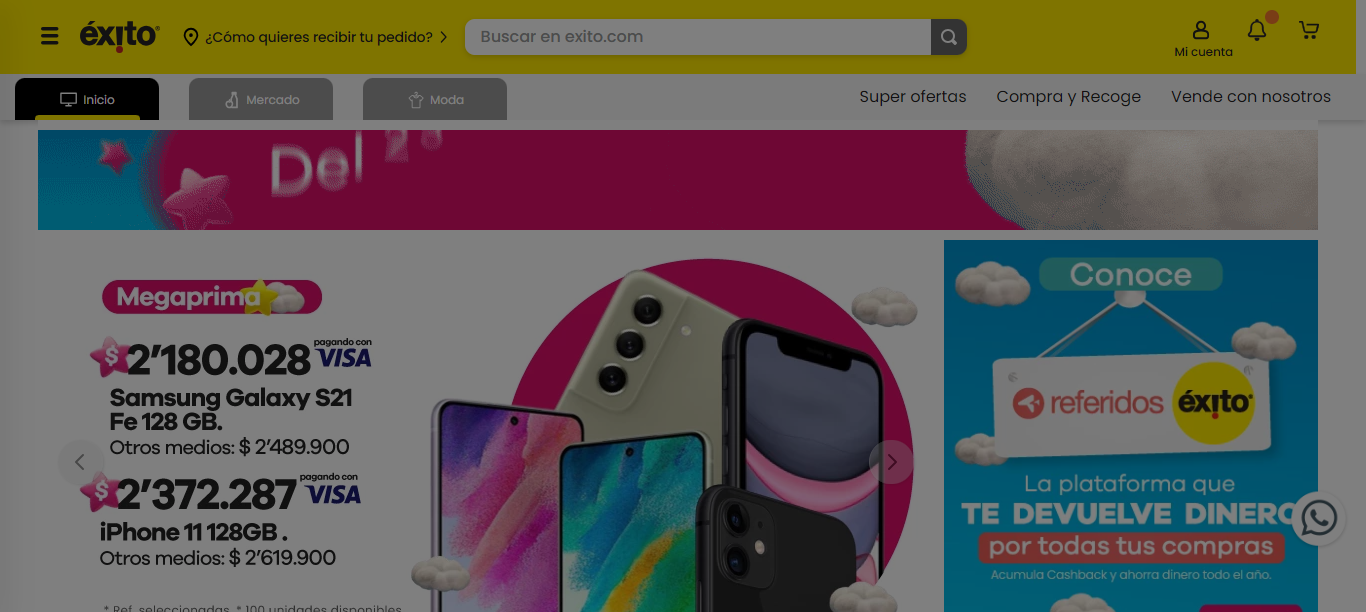 éxito
¿Cómo quieres recibir tu pedido?
Buscar en exito.com
Mi cuenta
Inicio
Mercado
Moda
Super ofertas
Compra y Recoge
Vende con nosotros
Del
Megaprima
$ 2'180.028 pagando con VISA
Samsung Galaxy S21
Fe 128 GB.
Otros medios: $ 2'489.900
$ 2'372.287 pagando con VISA
iPhone 11 128GB .
Otros medios: $ 2'619.900
* Ref. seleccionadas. * 100 unidades disponibles
Conoce
referidos éxito
La plataforma que
TE DEVUELVE DINERO
por todas tus compras
Acumula Cashback y ahorra dinero todo el año.